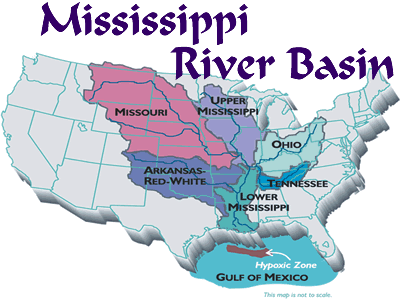 Mississippi
River Basin
MISSOURI
UPPER
MISSISSIPPI
OHIO
ARKANSAS-
RED-WHITE
TENNESSEE
LOWER
MISSISSIPPI
Hypoxic Zone
GULF OF MEXICO
This map is not to scale.